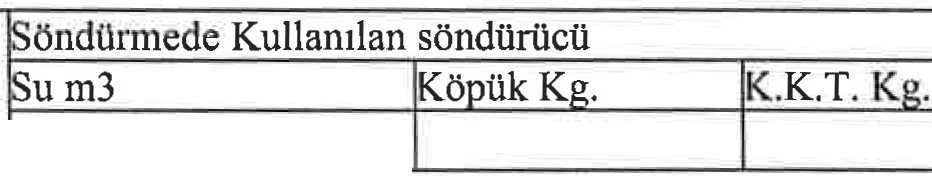 Söndürmede Kullanılan söndürücü
Su m3 Köpük Kg. K.K.T. Kg.